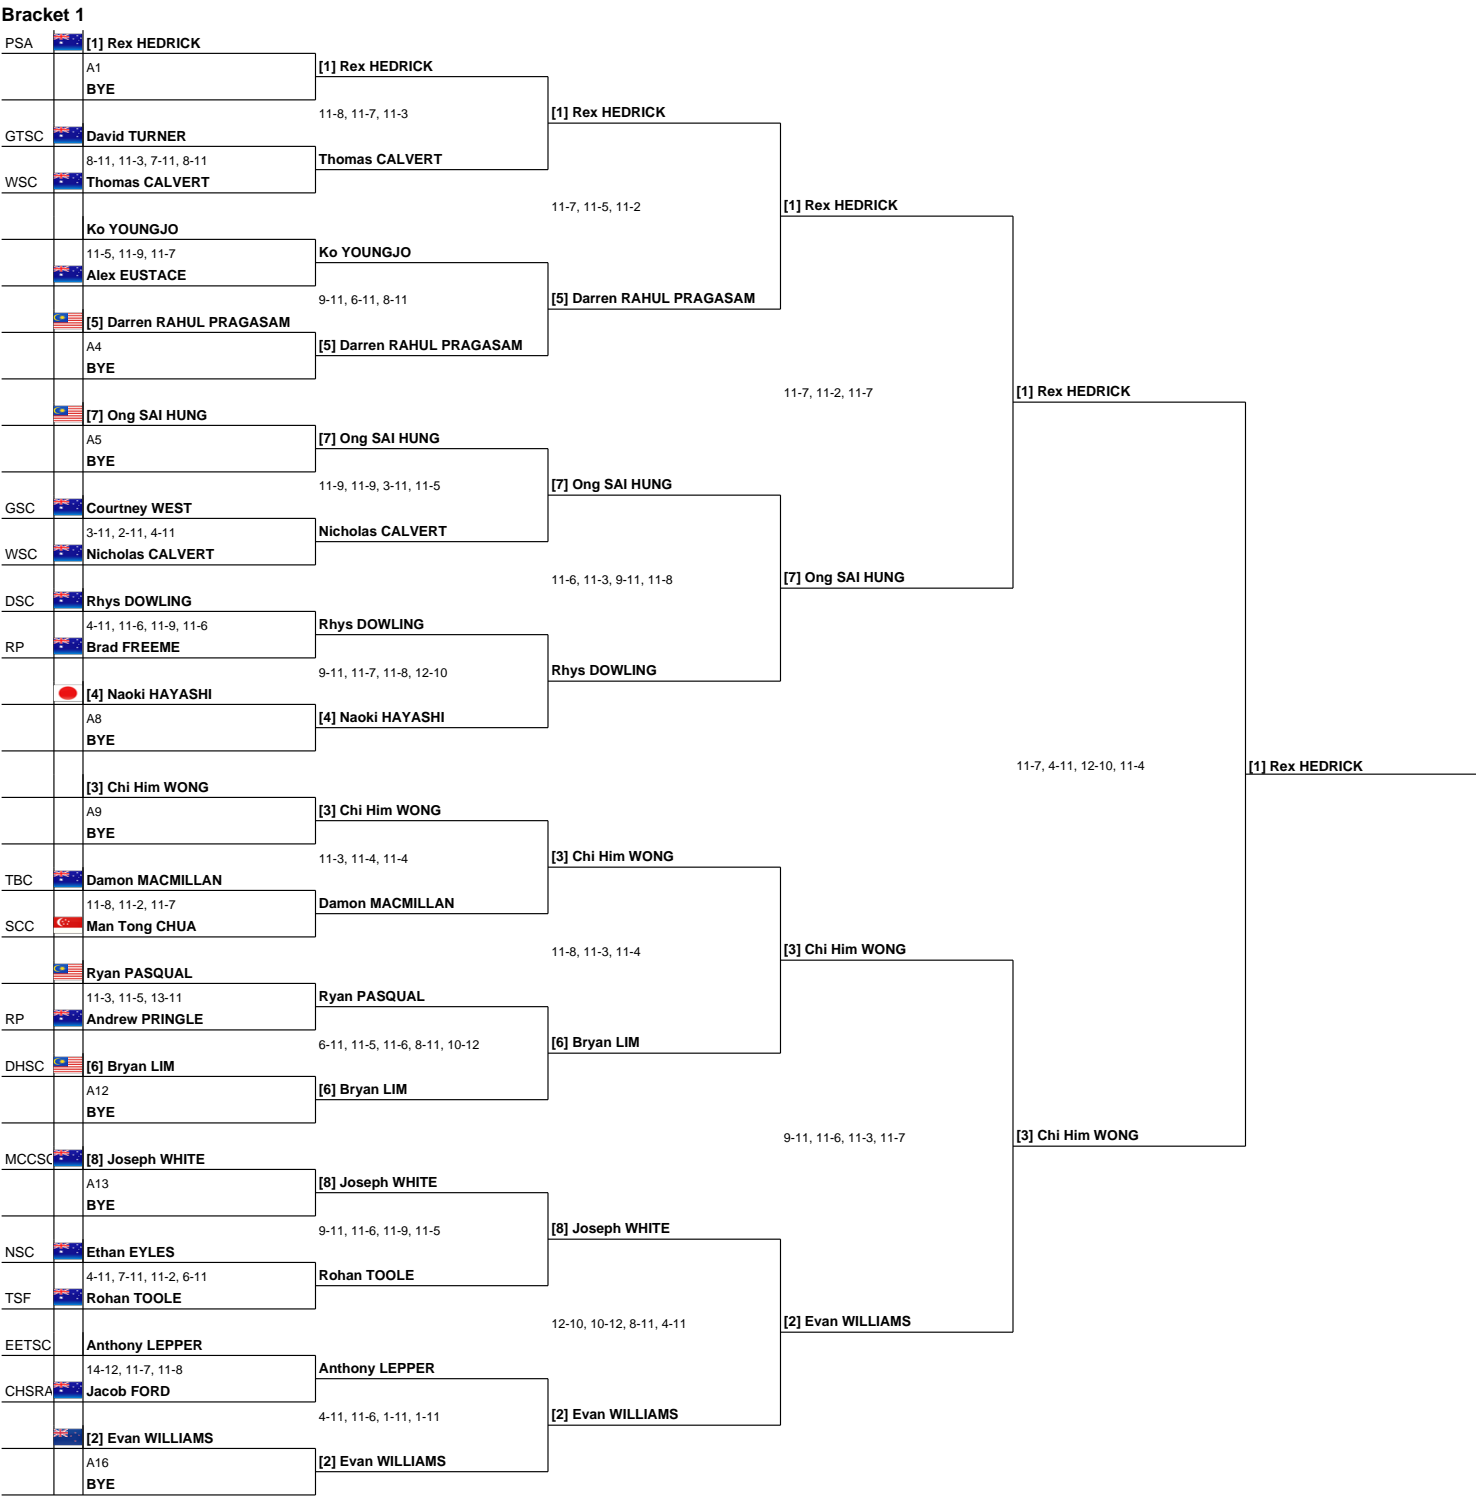 Bracket 1
PSA [1] Rex HEDRICK
A1 [1] Rex HEDRICK
BYE
11-8, 11-7, 11-3 [1] Rex HEDRICK
GTSC David TURNER
8-11, 11-3, 7-11, 8-11 Thomas CALVERT
WSC Thomas CALVERT
11-7, 11-5, 11-2 [1] Rex HEDRICK
Ko YOUNGJO
11-5, 11-9, 11-7 Ko YOUNGJO
Alex EUSTACE
9-11, 6-11, 8-11 [5] Darren RAHUL PRAGASAM
[5] Darren RAHUL PRAGASAM
A4 [5] Darren RAHUL PRAGASAM
BYE
11-7, 11-2, 11-7 [1] Rex HEDRICK
[7] Ong SAI HUNG
A5 [7] Ong SAI HUNG
BYE
11-9, 11-9, 3-11, 11-5 [7] Ong SAI HUNG
GSC Courtney WEST
3-11, 2-11, 4-11 Nicholas CALVERT
WSC Nicholas CALVERT
11-6, 11-3, 9-11, 11-8 [7] Ong SAI HUNG
DSC Rhys DOWLING
4-11, 11-6, 11-9, 11-6 Rhys DOWLING
RP Brad FREEME
9-11, 11-7, 11-8, 12-10 Rhys DOWLING
[4] Naoki HAYASHI
A8 [4] Naoki HAYASHI
BYE
11-7, 4-11, 12-10, 11-4 [1] Rex HEDRICK
[3] Chi Him WONG
A9 [3] Chi Him WONG
BYE
11-3, 11-4, 11-4 [3] Chi Him WONG
TBC Damon MACMILLAN
11-8, 11-2, 11-7 Damon MACMILLAN
SCC Man Tong CHUA
11-8, 11-3, 11-4 [3] Chi Him WONG
Ryan PASQUAL
11-3, 11-5, 13-11 Ryan PASQUAL
RP Andrew PRINGLE
6-11, 11-5, 11-6, 8-11, 10-12 [6] Bryan LIM
DHSC [6] Bryan LIM
A12 [6] Bryan LIM
BYE
9-11, 11-6, 11-3, 11-7 [3] Chi Him WONG
MCCSC [8] Joseph WHITE
A13 [8] Joseph WHITE
BYE
9-11, 11-6, 11-9, 11-5 [8] Joseph WHITE
NSC Ethan EYLES
4-11, 7-11, 11-2, 6-11 Rohan TOOLE
TSF Rohan TOOLE
12-10, 10-12, 8-11, 4-11 [2] Evan WILLIAMS
EETSC Anthony LEPPER
14-12, 11-7, 11-8 Anthony LEPPER
CHSRA Jacob FORD
4-11, 11-6, 1-11, 1-11 [2] Evan WILLIAMS
[2] Evan WILLIAMS
A16 [2] Evan WILLIAMS
BYE